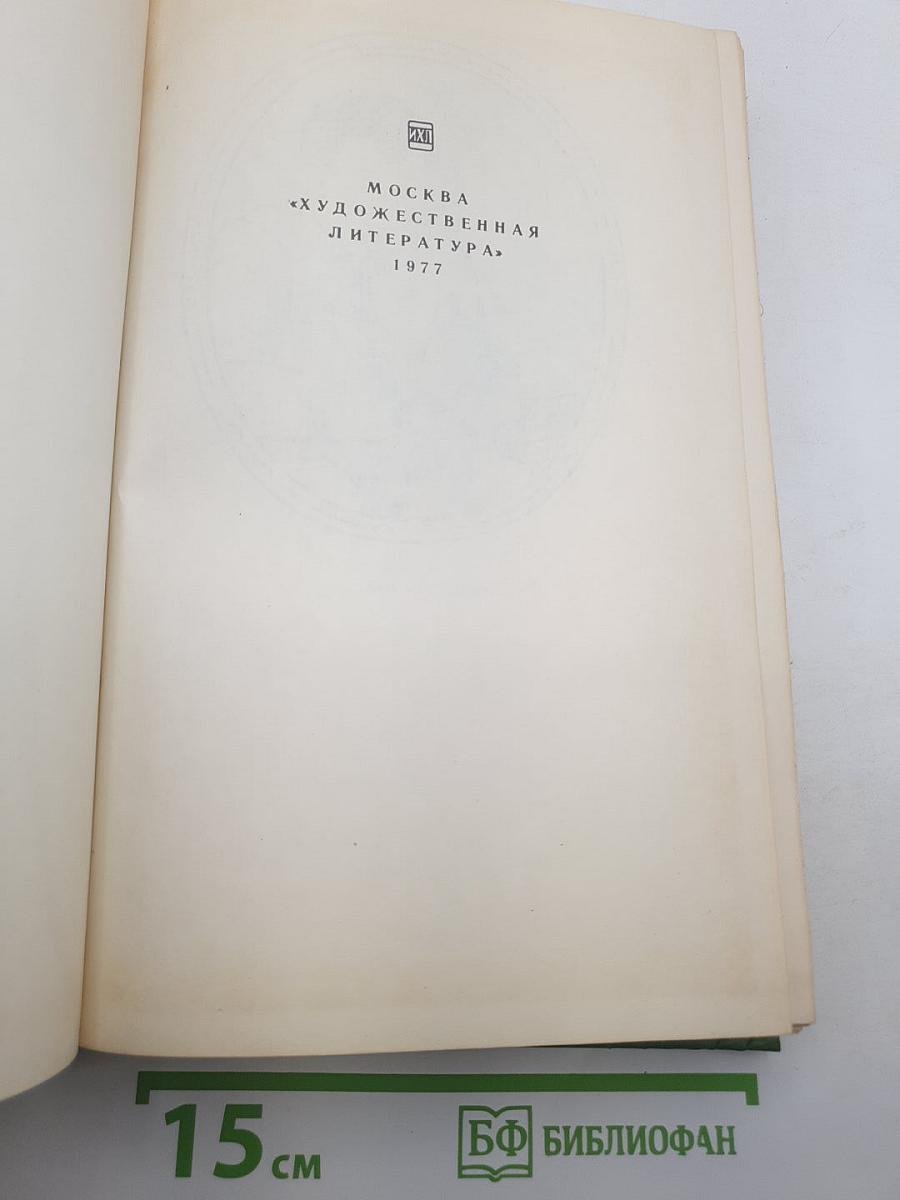 ИХЛ
МОСКВА
«ХУДОЖЕСТВЕННАЯ
ЛИТЕРАТУРА»
1977
15 см
БФ БИБЛИОФАН